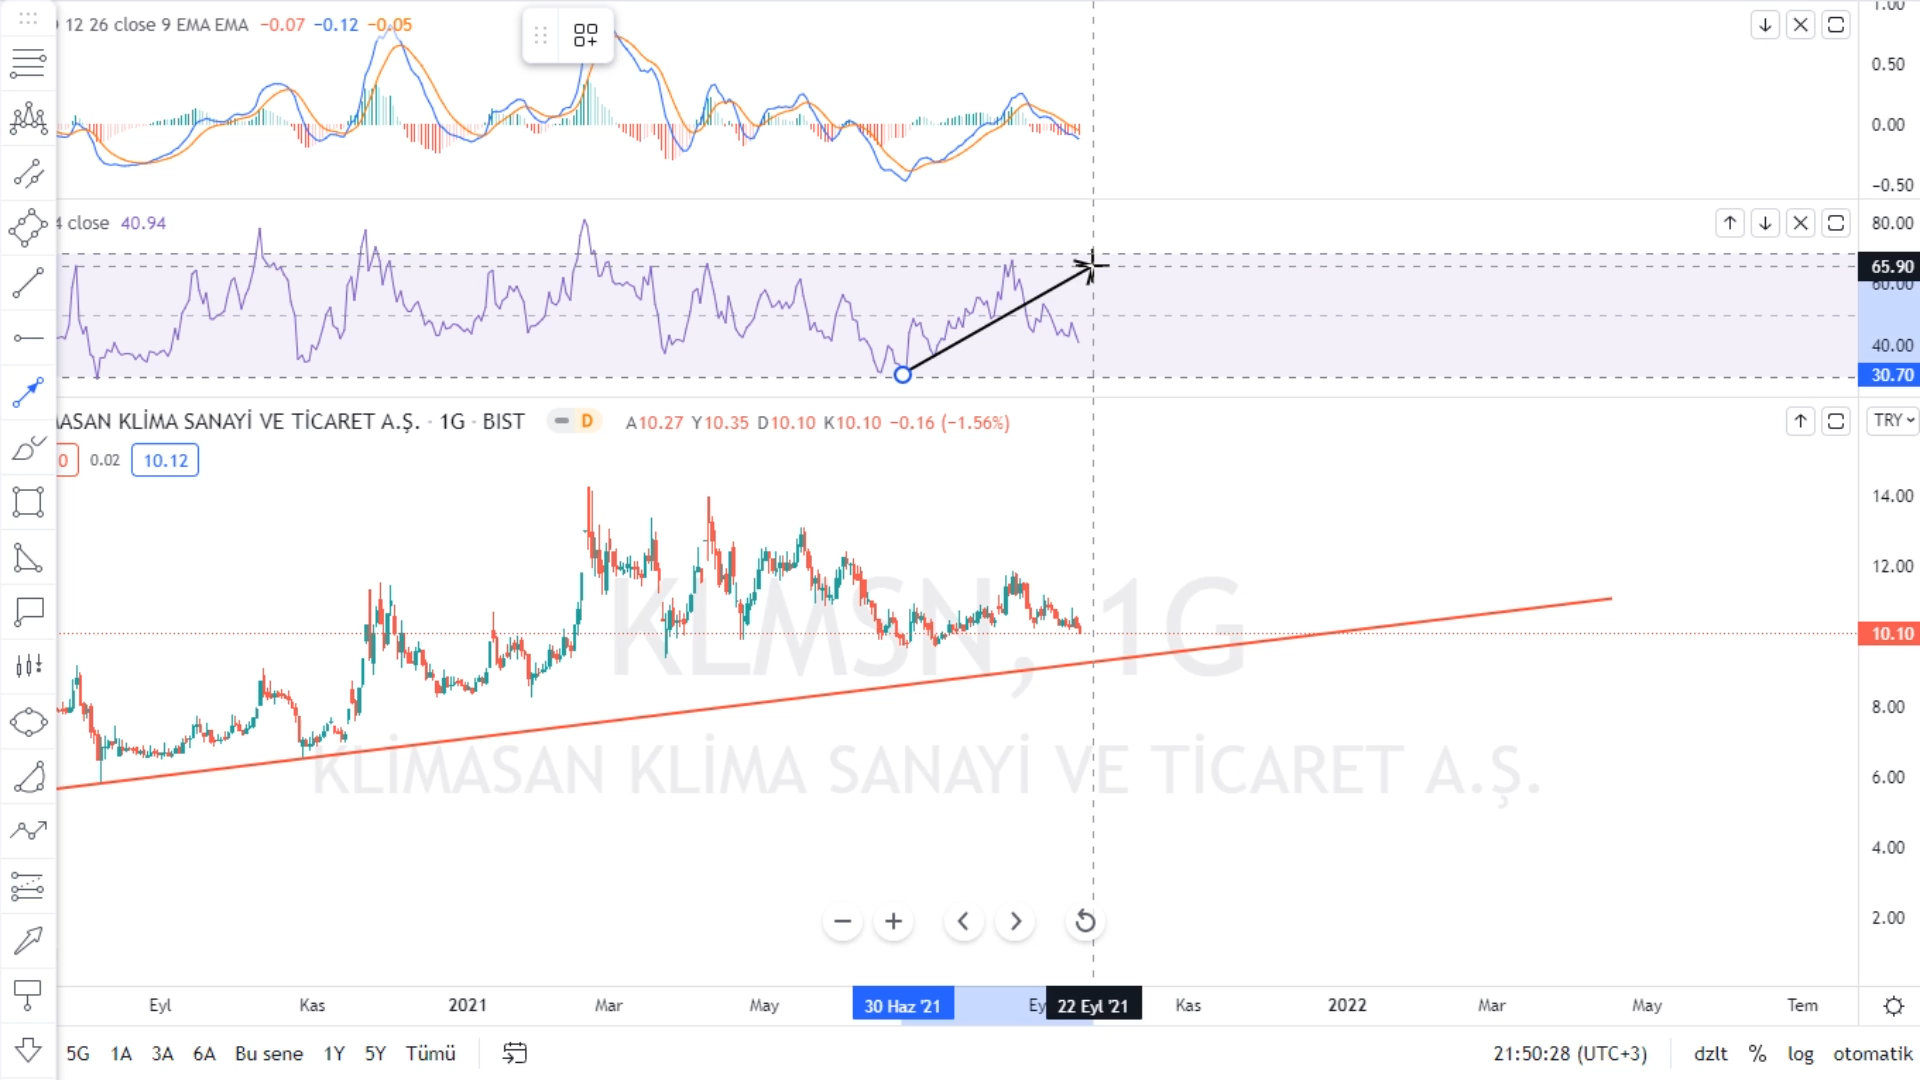 12 26 close 9 EMA EMA −0.07 −0.12 −0.05
1.00
0.50
0.00
−0.50
4 close 40.94
80.00
65.90
60.00
40.00
30.70
ASAN KLİMA SANAYİ VE TİCARET A.Ş. · 1G · BIST D A10.27 Y10.35 D10.10 K10.10 −0.16 (−1.56%)
TRY
0 0.02 10.12
14.00
12.00
10.10
8.00
6.00
4.00
2.00
KLMSN, 1G
KLİMASAN KLİMA SANAYİ VE TİCARET A.Ş.
Eyl Kas 2021 Mar May 30 Haz '21 Ey 22 Eyl '21 Kas 2022 Mar May Tem
5G 1A 3A 6A Bu sene 1Y 5Y Tümü 21:50:28 (UTC+3) dzlt % log otomatik